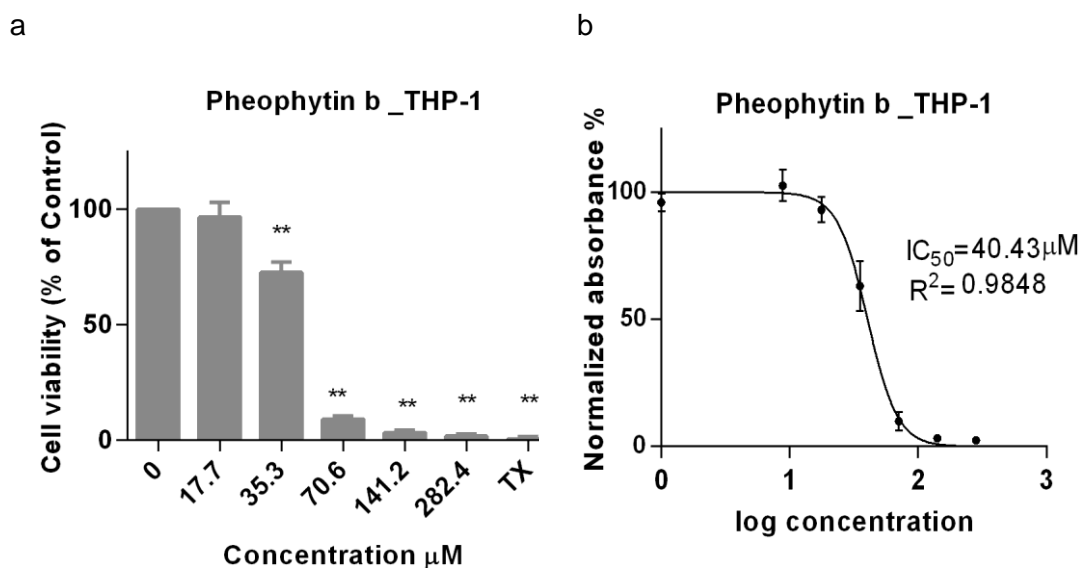 a
Pheophytin b _THP-1
Cell viability (% of Control)
100
50
0
**
**
**
**
**
0
17.7
35.3
70.6
141.2
282.4
TX
Concentration μM
b
Pheophytin b _THP-1
Normalized absorbance %
100
50
0
IC50=40.43μM
R2= 0.9848
0
1
2
3
log concentration